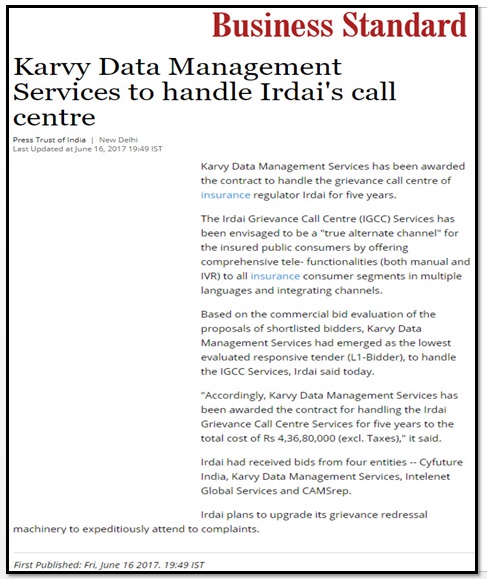 Business Standard
Karvy Data Management
Services to handle Irdai's call
centre
Press Trust of India | New Delhi
Last Updated at June 16, 2017 19:49 IST
Karvy Data Management Services has been awarded
the contract to handle the grievance call centre of
insurance regulator Irdai for five years.
The Irdai Grievance Call Centre (IGCC) Services has
been envisaged to be a "true alternate channel" for
the insured public consumers by offering
comprehensive tele- functionalities (both manual and
IVR) to all insurance consumer segments in multiple
languages and integrating channels.
Based on the commercial bid evaluation of the
proposals of shortlisted bidders, Karvy Data
Management Services had emerged as the lowest
evaluated responsive tender (L1-Bidder), to handle
the IGCC Services, Irdai said today.
"Accordingly, Karvy Data Management Services has
been awarded the contract for handling the Irdai
Grievance Call Centre Services for five years to the
total cost of Rs 4,36,80,000 (excl. Taxes)," it said.
Irdai had received bids from four entities -- Cyfuture
India, Karvy Data Management Services, Intelenet
Global Services and CAMSrep.
Irdai plans to upgrade its grievance redressal
machinery to expeditiously attend to complaints.
First Published: Fri, June 16 2017. 19:49 IST